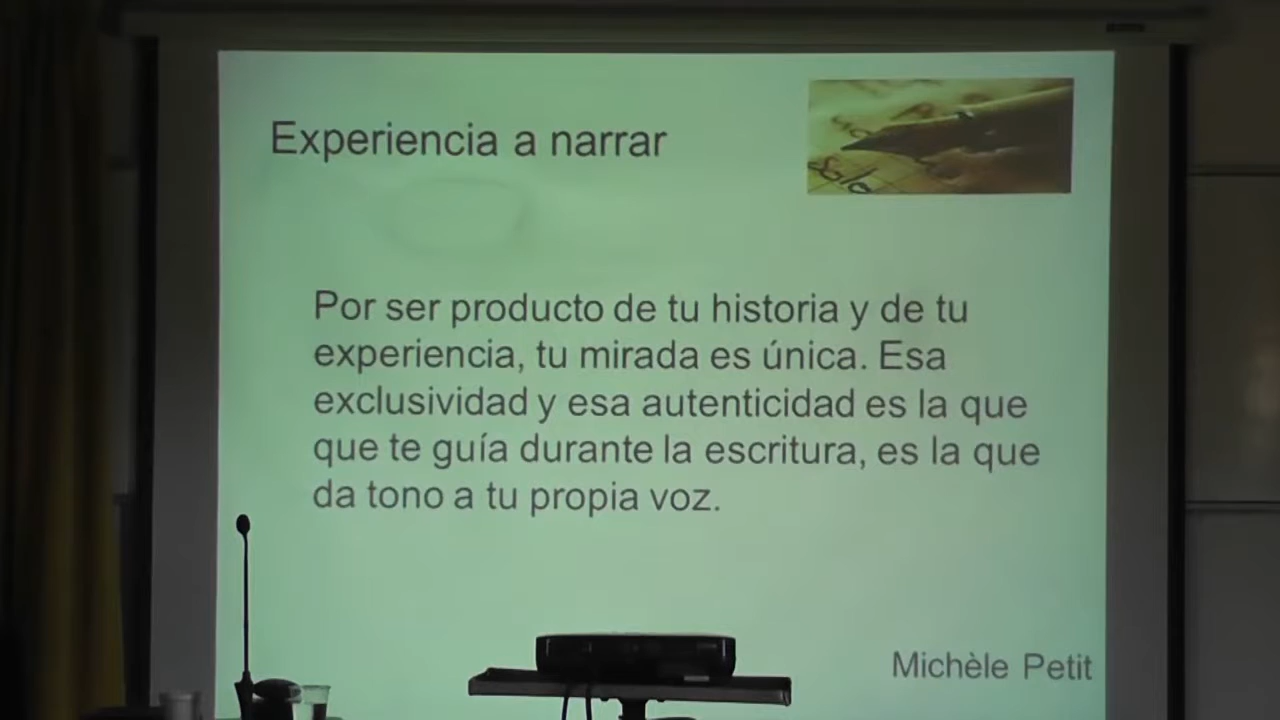 Experiencia a narrar
Por ser producto de tu historia y de tu
experiencia, tu mirada es única. Esa
exclusividad y esa autenticidad es la que
que te guía durante la escritura, es la que
da tono a tu propia voz.
Michèle Petit